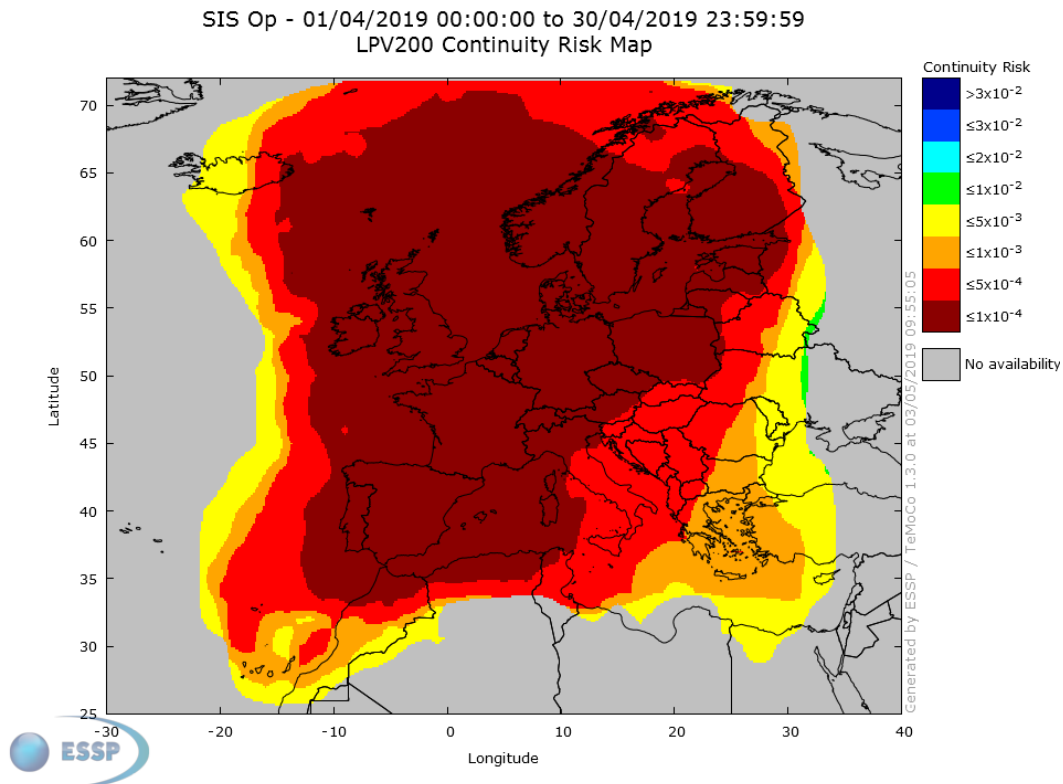 SIS Op - 01/04/2019 00:00:00 to 30/04/2019 23:59:59
LPV200 Continuity Risk Map
Continuity Risk
>3x10⁻²
≤3x10⁻²
≤2x10⁻²
≤1x10⁻²
≤5x10⁻³
≤1x10⁻³
≤5x10⁻⁴
≤1x10⁻⁴
No availability
70
65
60
55
50
45
40
35
30
25
Latitude
-30
-20
-10
0
10
20
30
40
Longitude
Generated by ESSP / TeMoCo 1.3.0 at 03/05/2019 09:55:05
ESSP